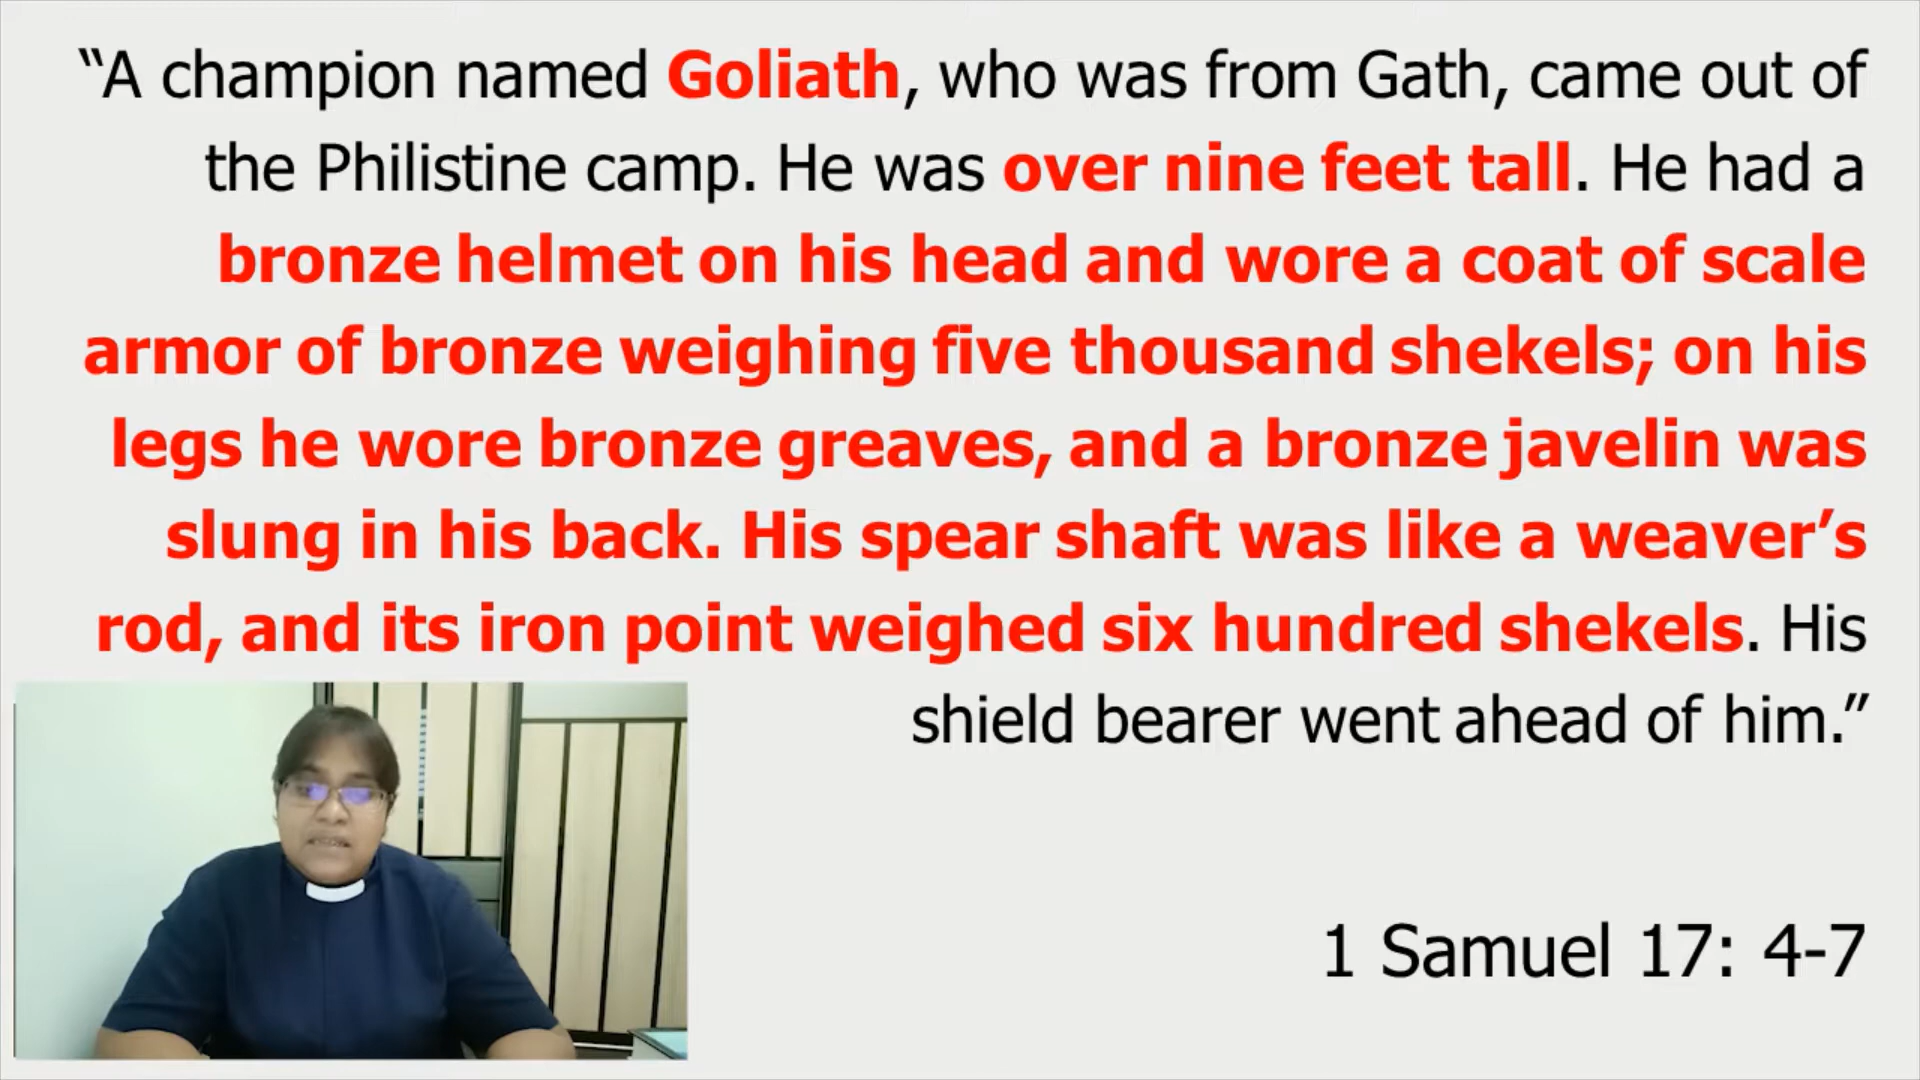 “A champion named Goliath, who was from Gath, came out of
the Philistine camp. He was over nine feet tall. He had a
bronze helmet on his head and wore a coat of scale
armor of bronze weighing five thousand shekels; on his
legs he wore bronze greaves, and a bronze javelin was
slung in his back. His spear shaft was like a weaver’s
rod, and its iron point weighed six hundred shekels. His
shield bearer went ahead of him.”
1 Samuel 17: 4-7